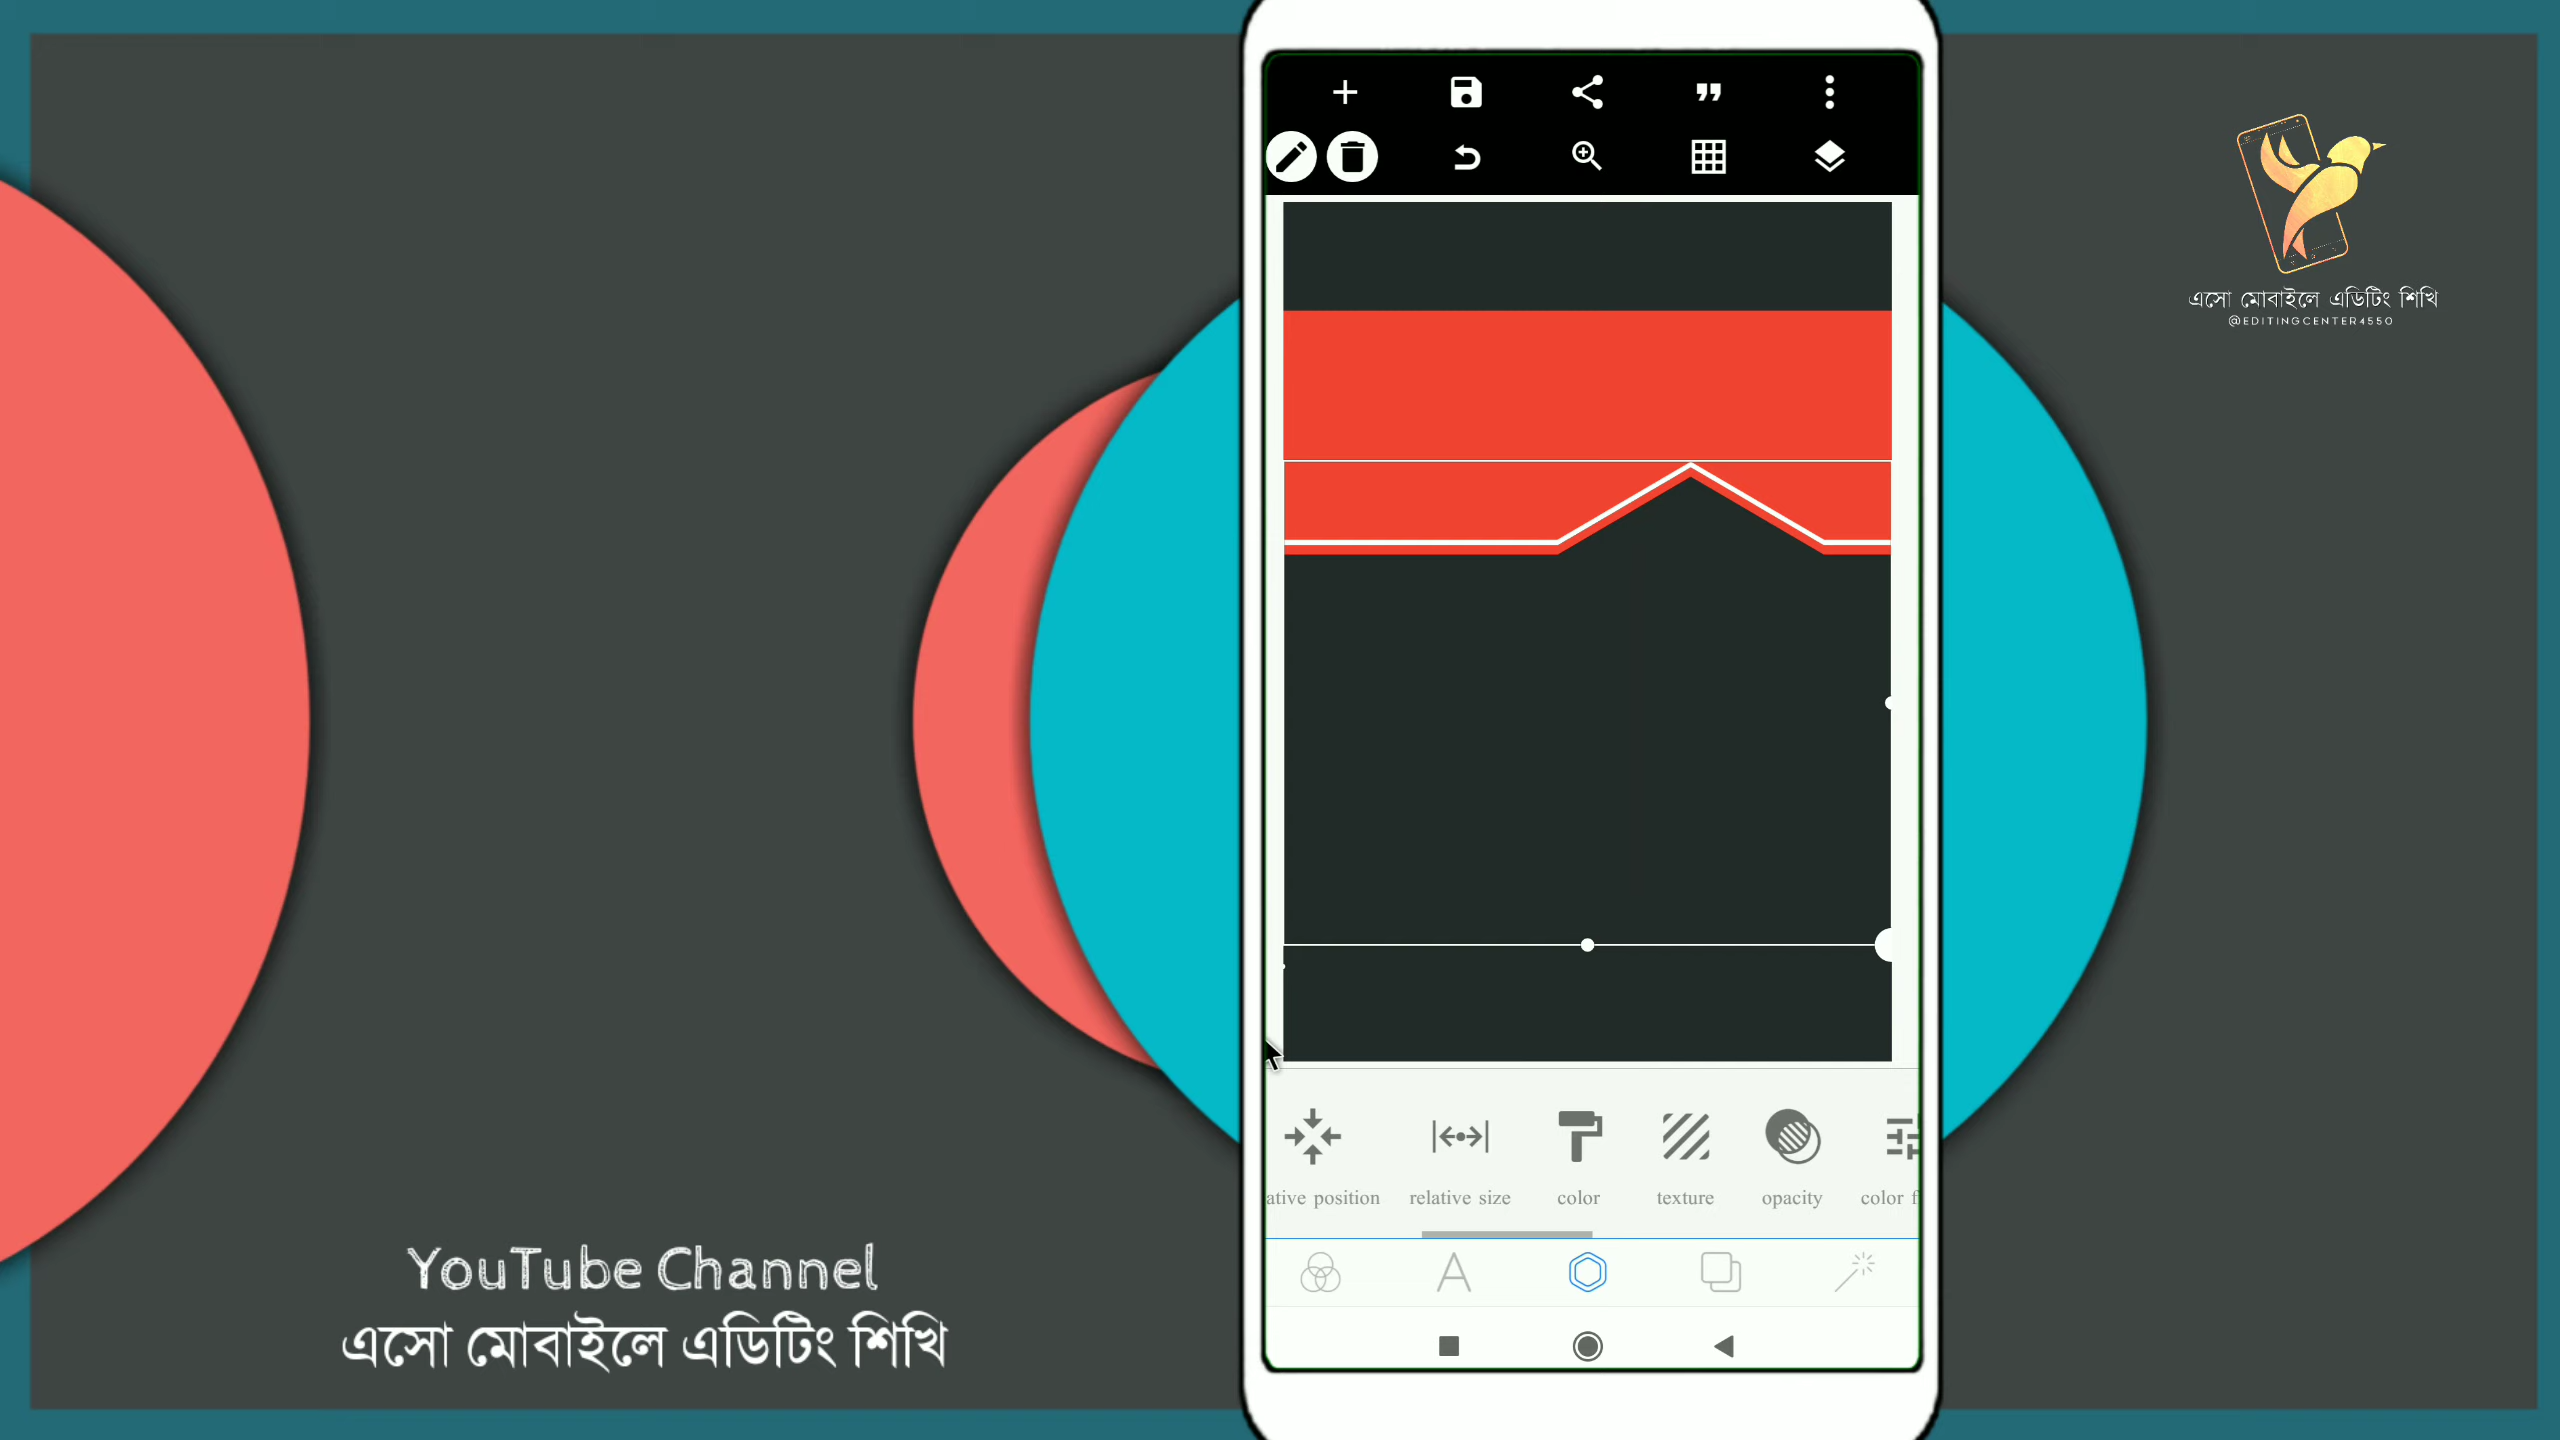 এসো মোবাইলে এডিটিং শিখি
@EDITINGCENTER4550
ative position
relative size
color
texture
opacity
color f
YouTube Channel
এসো মোবাইলে এডিটিং শিখি